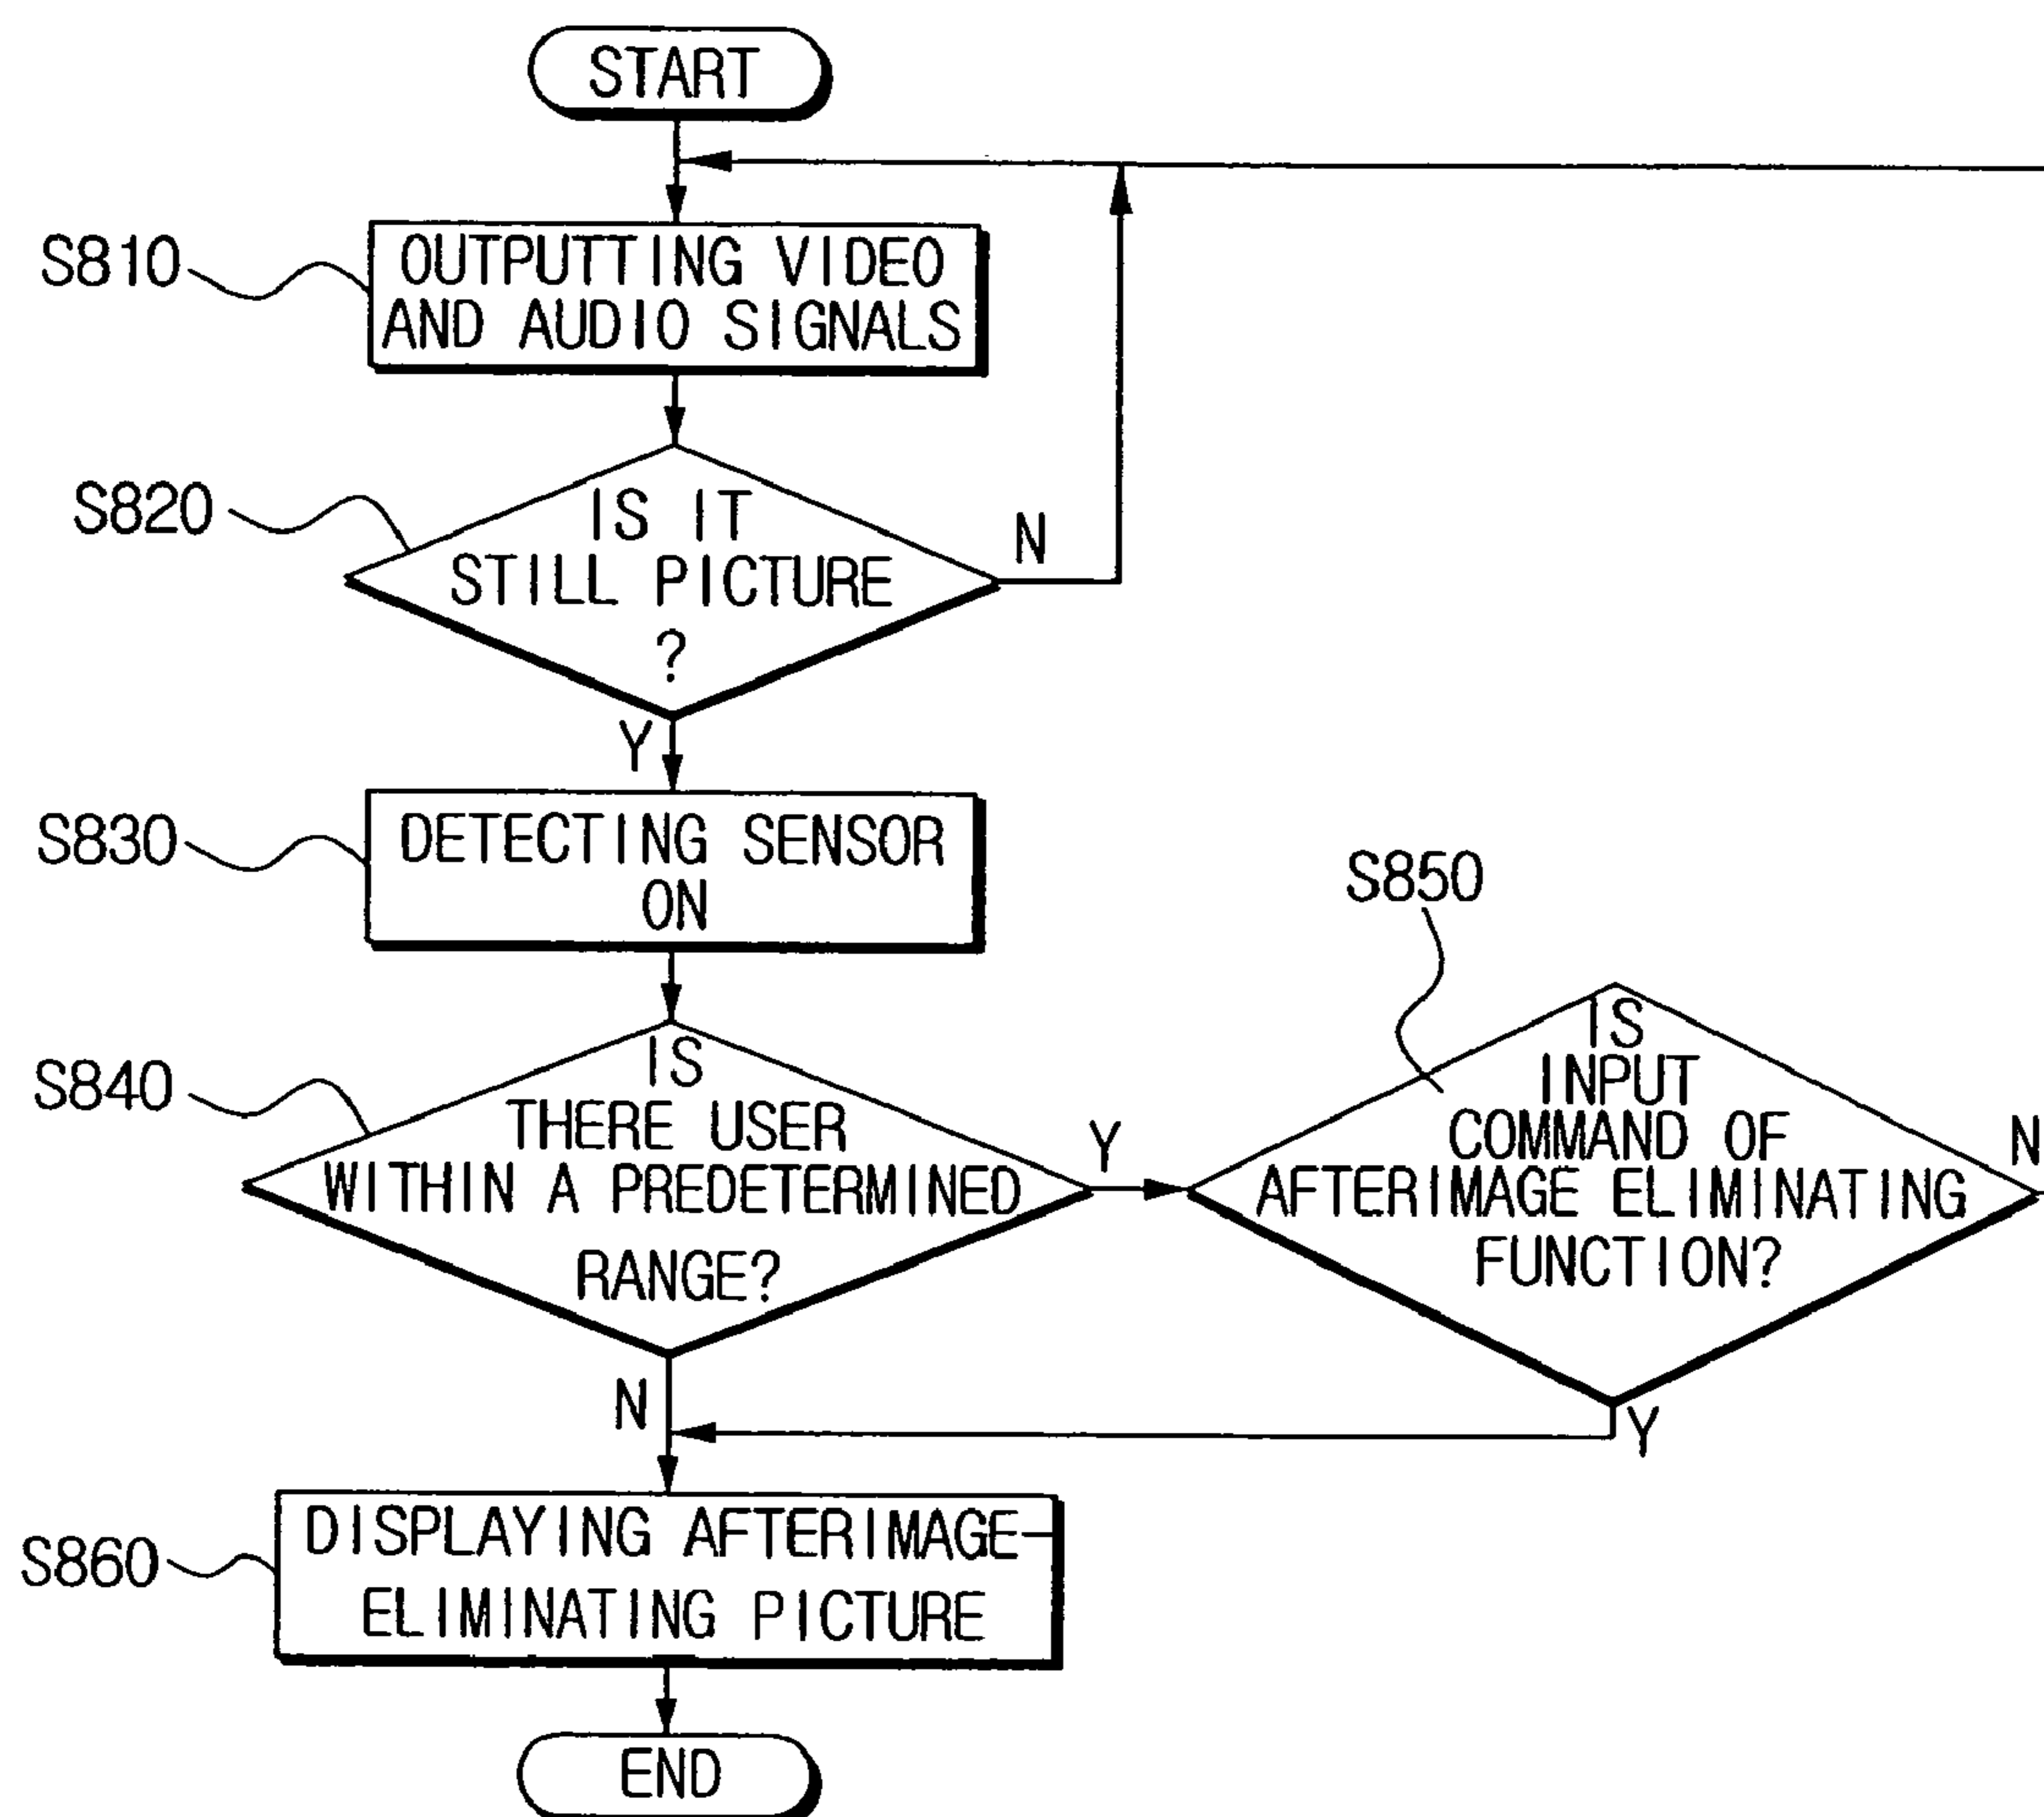 START
S810
OUTPUTTING VIDEO
AND AUDIO SIGNALS
S820
IS IT
STILL PICTURE
?
N
Y
S830
DETECTING SENSOR
ON
S840
IS
THERE USER
WITHIN A PREDETERMINED
RANGE?
Y
N
S850
IS
INPUT
COMMAND OF
AFTERIMAGE ELIMINATING
FUNCTION?
N
Y
S860
DISPLAYING AFTERIMAGE-
ELIMINATING PICTURE
END